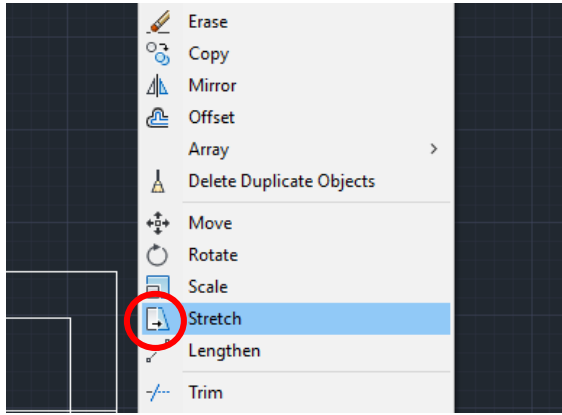 Erase
Copy
Mirror
Offset
Array
Delete Duplicate Objects
Move
Rotate
Scale
Stretch
Lengthen
Trim